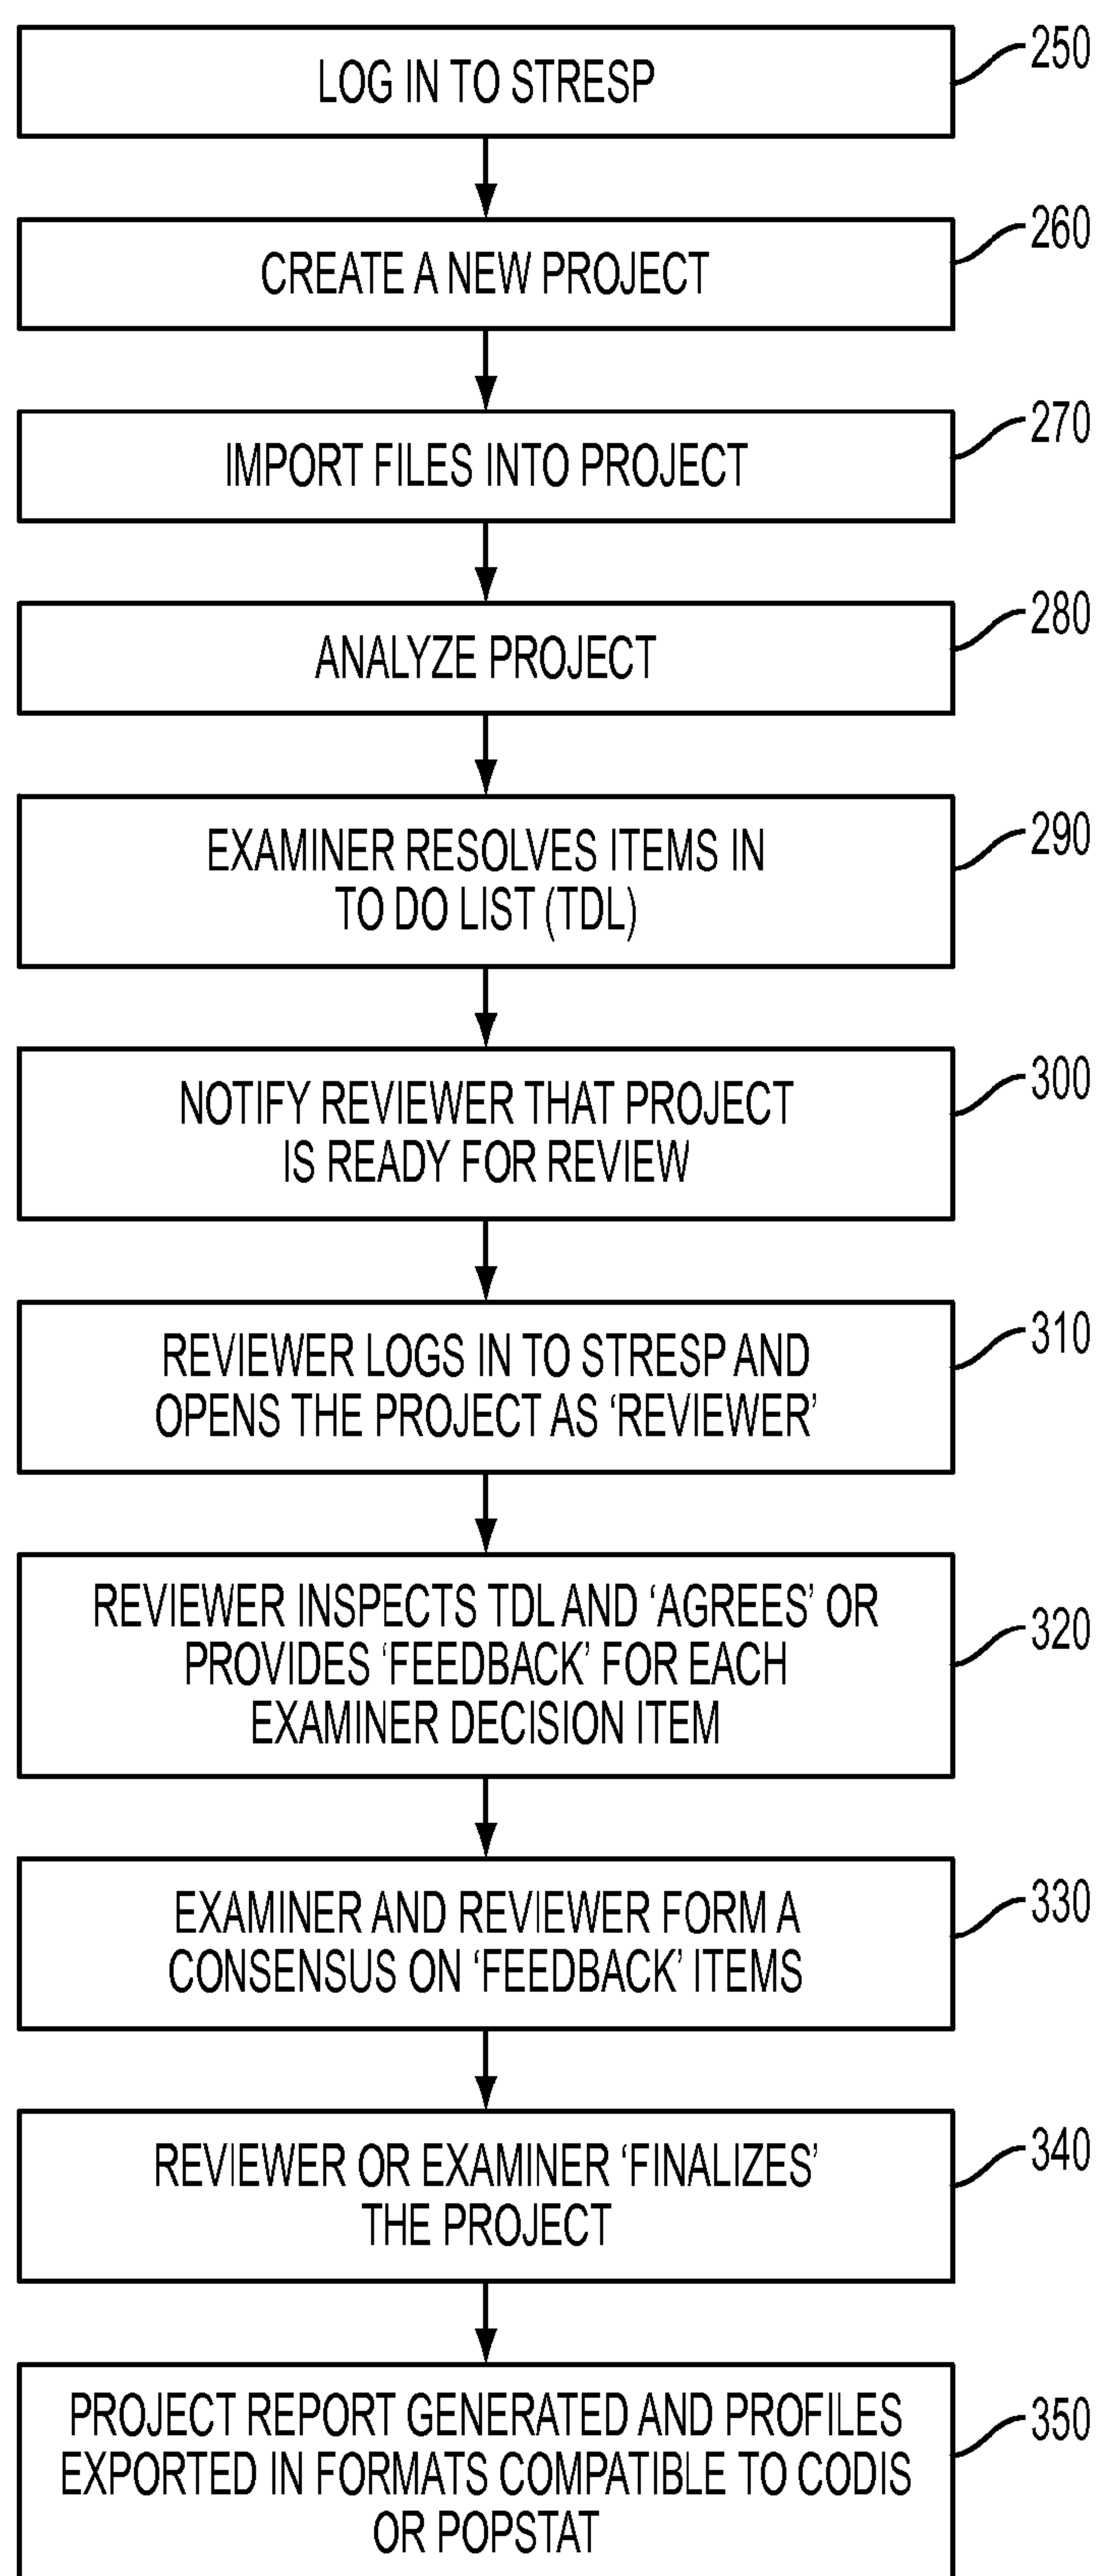 LOG IN TO STRESP
250
CREATE A NEW PROJECT
260
IMPORT FILES INTO PROJECT
270
ANALYZE PROJECT
280
EXAMINER RESOLVES ITEMS IN
TO DO LIST (TDL)
290
NOTIFY REVIEWER THAT PROJECT
IS READY FOR REVIEW
300
REVIEWER LOGS IN TO STRESP AND
OPENS THE PROJECT AS ‘REVIEWER’
310
REVIEWER INSPECTS TDL AND ‘AGREES’ OR
PROVIDES ‘FEEDBACK’ FOR EACH
EXAMINER DECISION ITEM
320
EXAMINER AND REVIEWER FORM A
CONSENSUS ON ‘FEEDBACK’ ITEMS
330
REVIEWER OR EXAMINER ‘FINALIZES’
THE PROJECT
340
PROJECT REPORT GENERATED AND PROFILES
EXPORTED IN FORMATS COMPATIBLE TO CODIS
OR POPSTAT
350